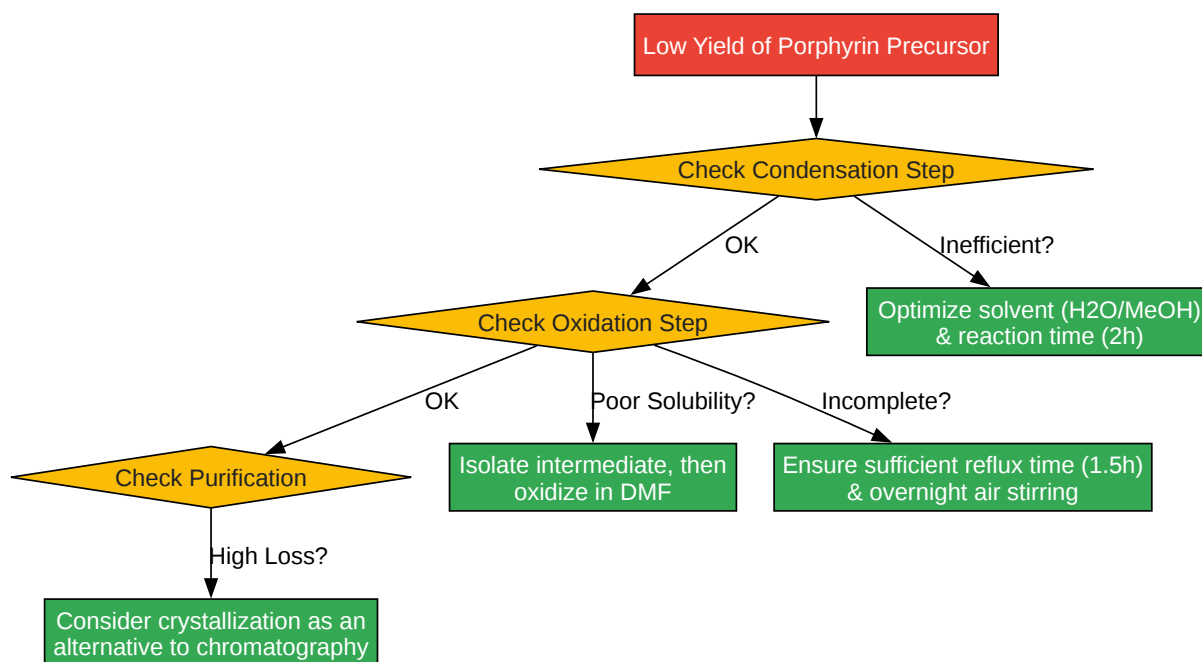 Low Yield of Porphyrin Precursor
Check Condensation Step
OK
Inefficient?
Optimize solvent (H2O/MeOH)
& reaction time (2h)
Check Oxidation Step
OK
Poor Solubility?
Incomplete?
Check Purification
Isolate intermediate, then
oxidize in DMF
Ensure sufficient reflux time (1.5h)
& overnight air stirring
High Loss?
Consider crystallization as an
alternative to chromatography